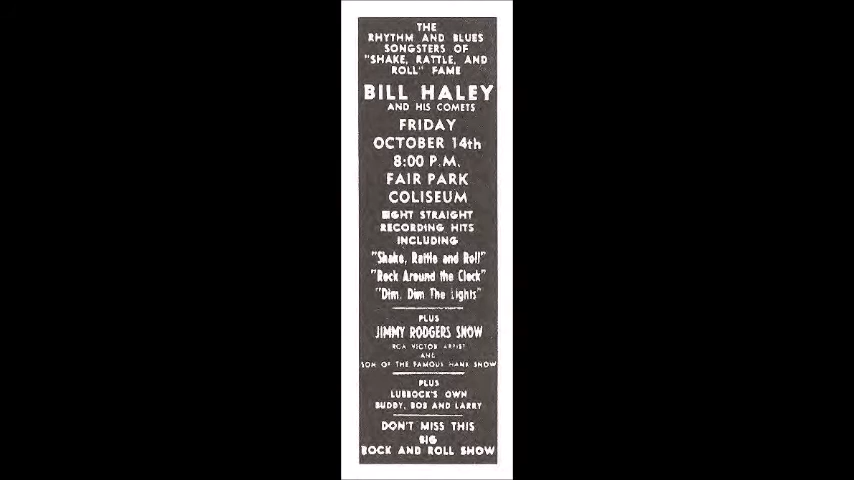 THE
RHYTHM AND BLUES
SONGSTERS OF
"SHAKE, RATTLE, AND
ROLL" FAME
BILL HALEY
AND HIS COMETS
FRIDAY
OCTOBER 14th
8:00 P.M.
FAIR PARK
COLISEUM
EIGHT STRAIGHT
RECORDING HITS
INCLUDING
"Shake, Rattle and Roll"
"Rock Around the Clock"
"Dim, Dim The Lights"
PLUS
JIMMY RODGERS SNOW
RCA VICTOR ARTIST
AND
SON OF THE FAMOUS HANK SNOW
PLUS
LUBBOCK'S OWN
BUDDY, BOB AND LARRY
DON'T MISS THIS
BIG
ROCK AND ROLL SHOW